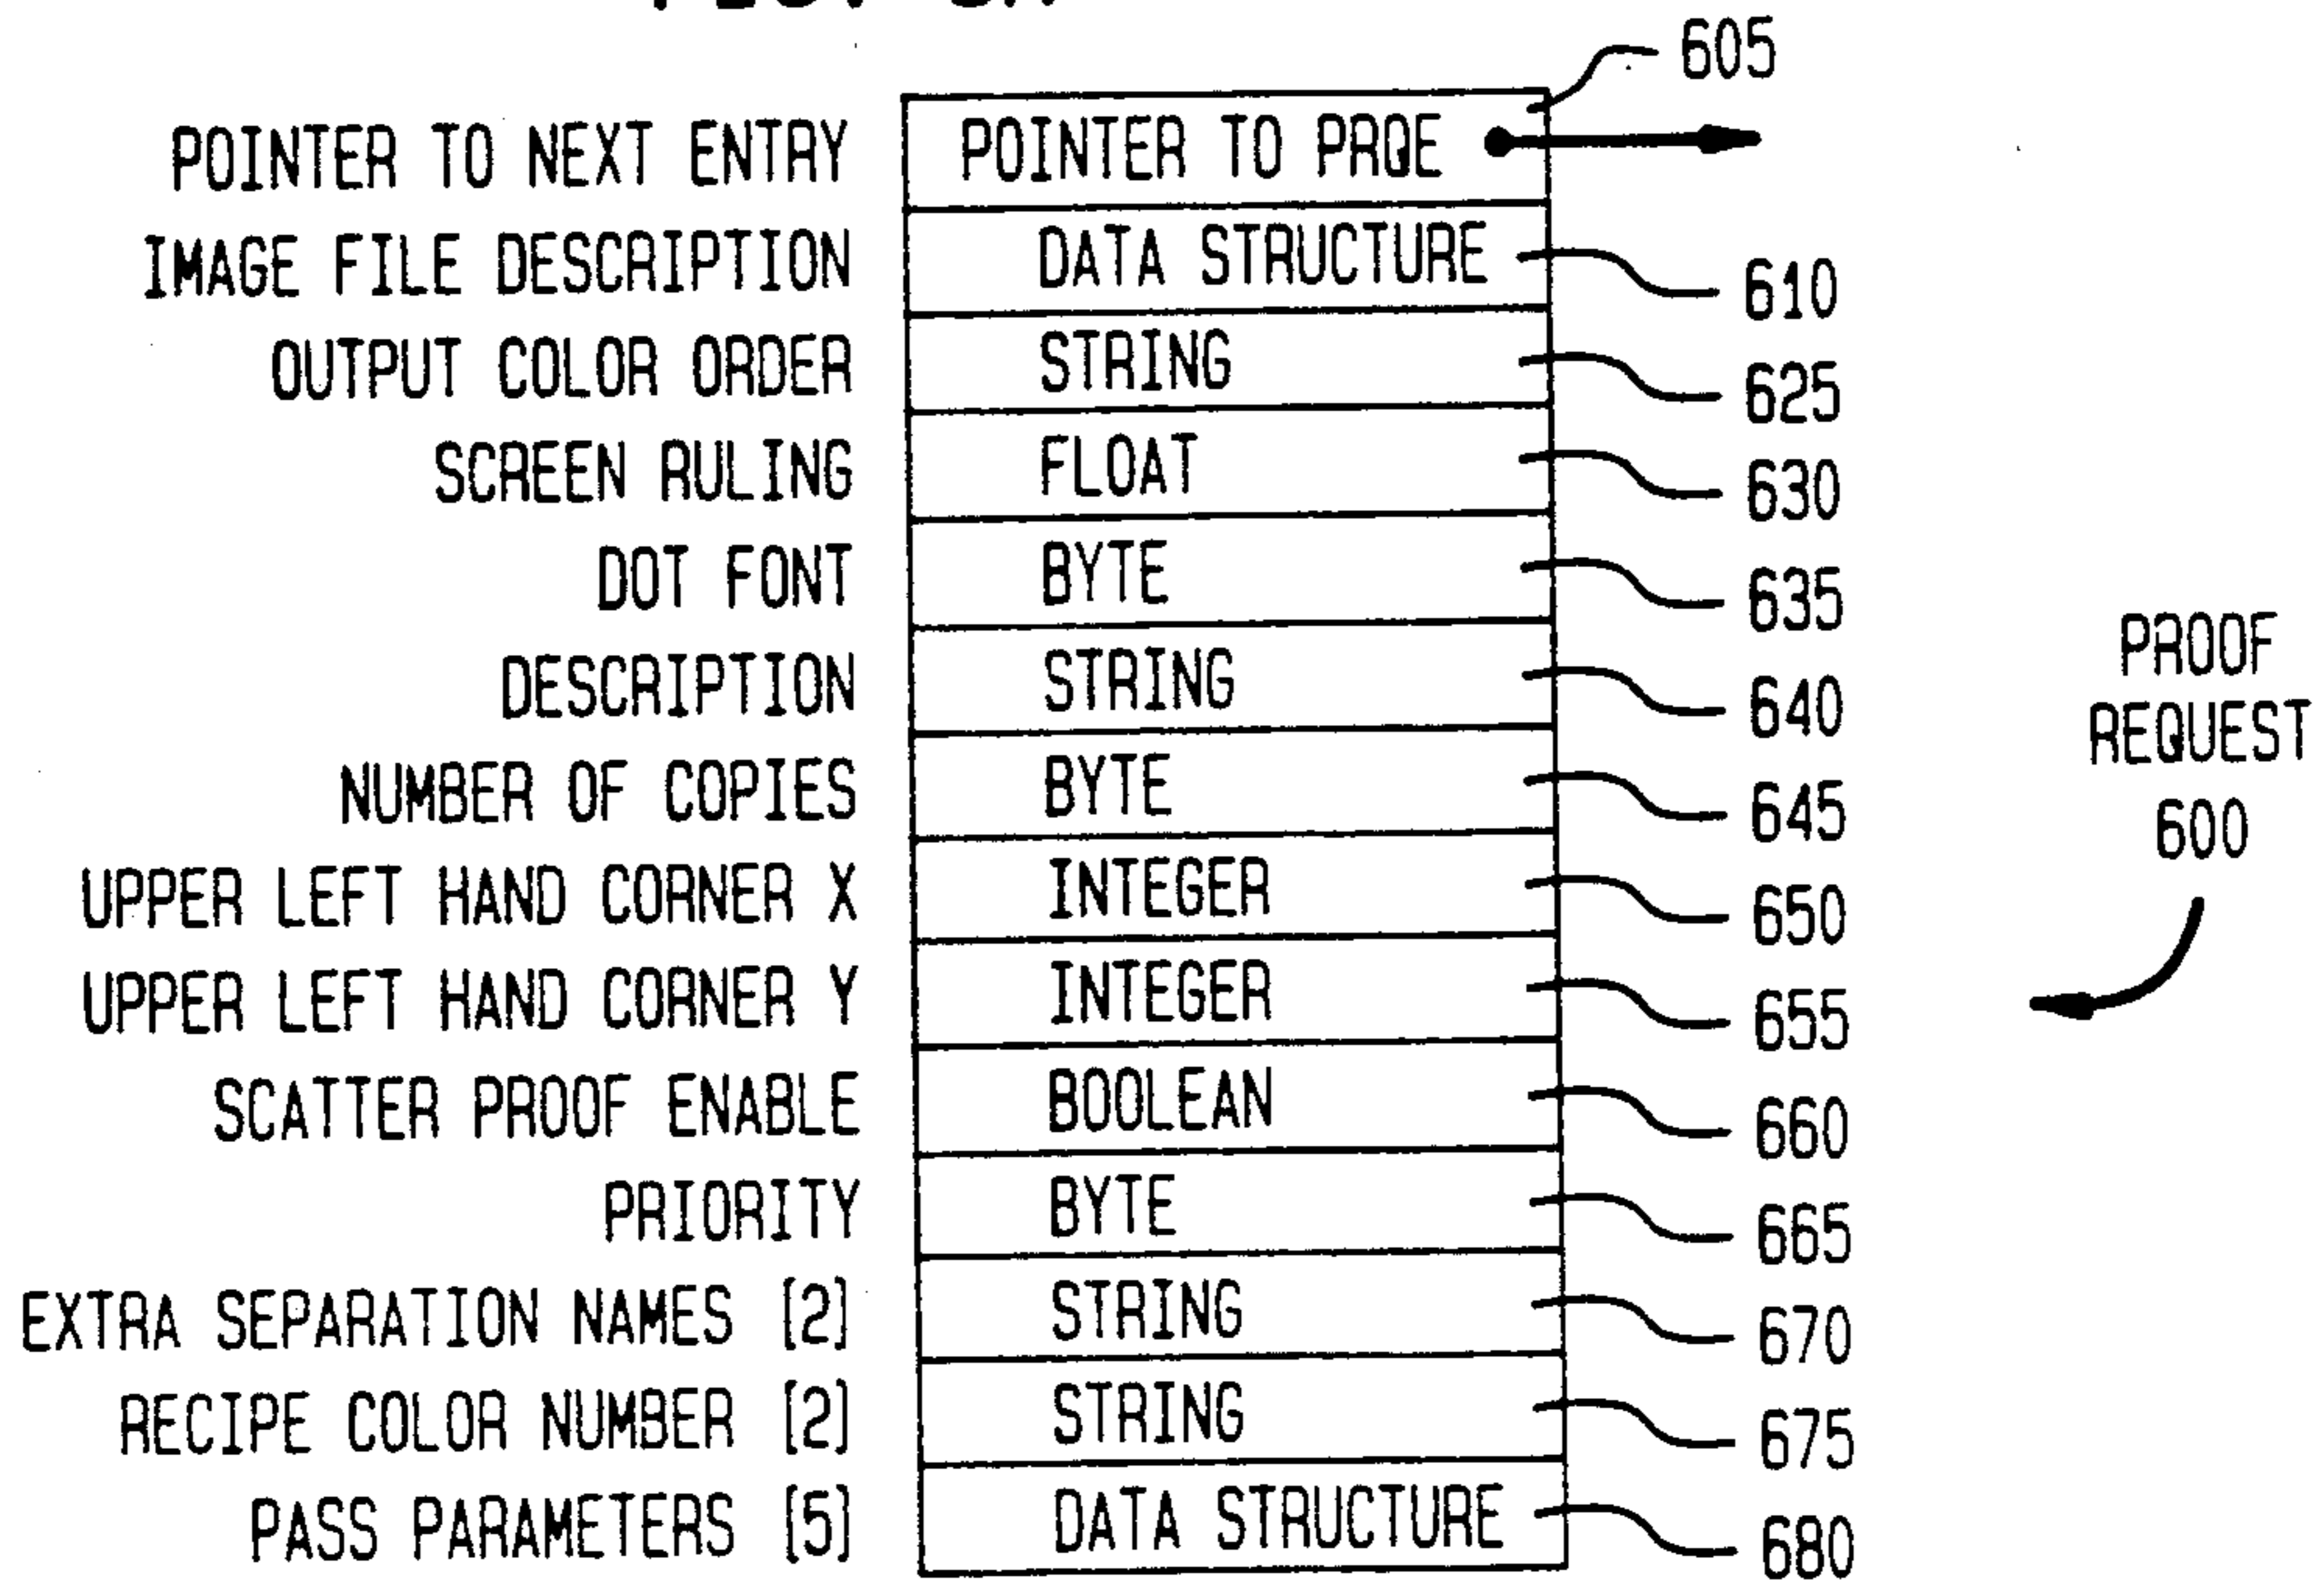 605
POINTER TO NEXT ENTRY POINTER TO PRQE
IMAGE FILE DESCRIPTION DATA STRUCTURE 610
OUTPUT COLOR ORDER STRING 625
SCREEN RULING FLOAT 630
DOT FONT BYTE 635
DESCRIPTION STRING 640
NUMBER OF COPIES BYTE 645
UPPER LEFT HAND CORNER X INTEGER 650
UPPER LEFT HAND CORNER Y INTEGER 655
SCATTER PROOF ENABLE BOOLEAN 660
PRIORITY BYTE 665
EXTRA SEPARATION NAMES [2] STRING 670
RECIPE COLOR NUMBER [2] STRING 675
PASS PARAMETERS [5] DATA STRUCTURE 680
PROOF
REQUEST
600